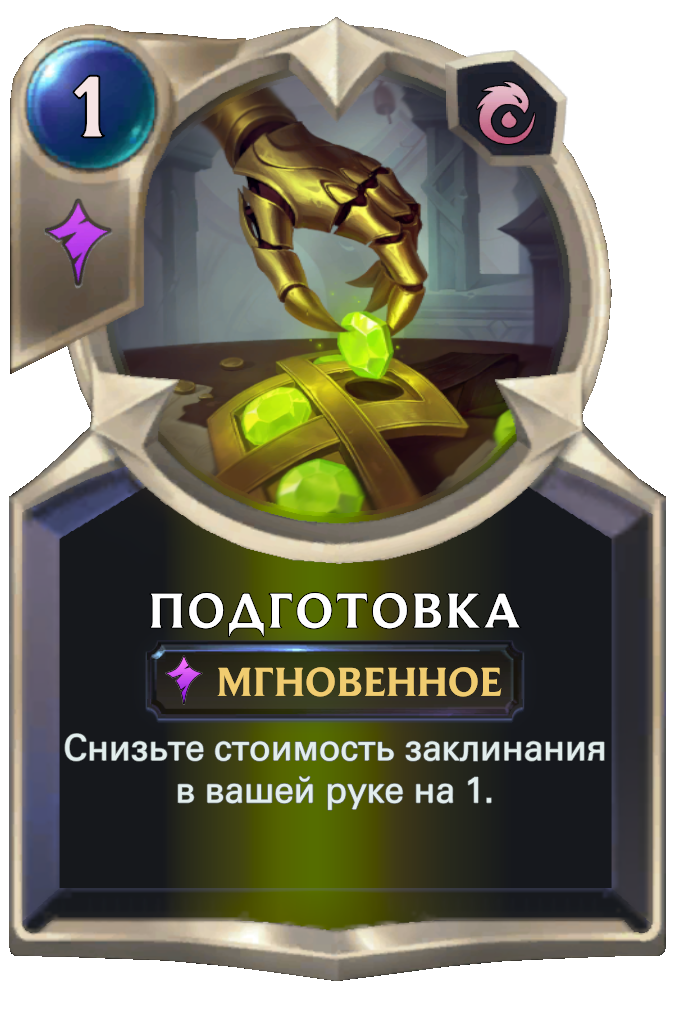 1
ПОДГОТОВКА
МГНОВЕННОЕ
Снизьте стоимость заклинания
в вашей руке на 1.